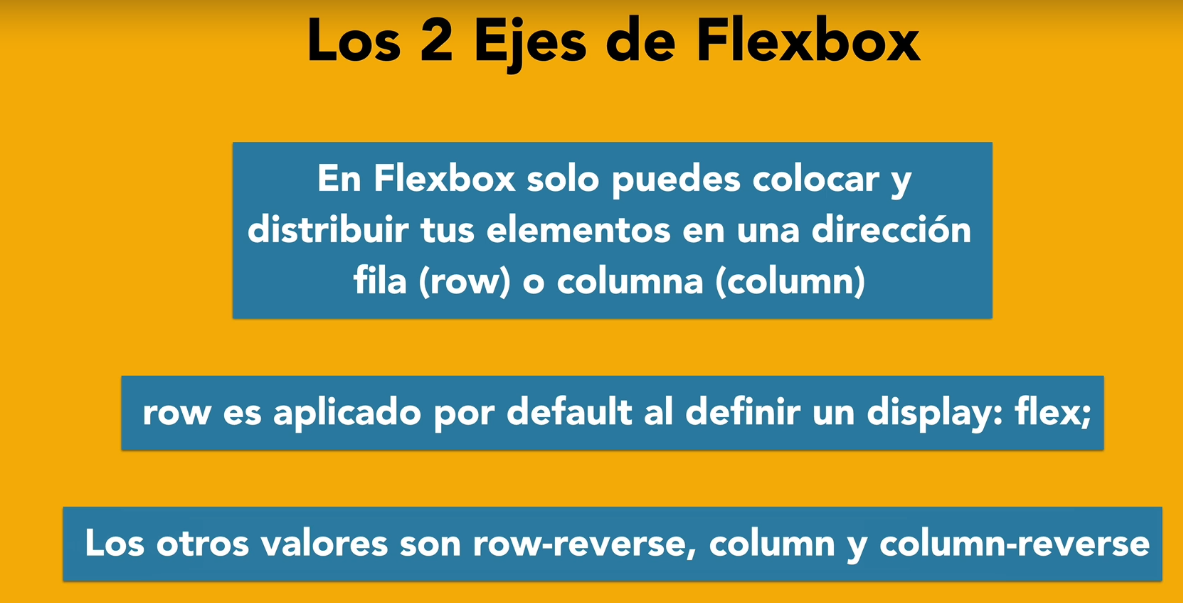 Los 2 Ejes de Flexbox
En Flexbox solo puedes colocar y
distribuir tus elementos en una dirección
fila (row) o columna (column)
row es aplicado por default al definir un display: flex;
Los otros valores son row-reverse, column y column-reverse